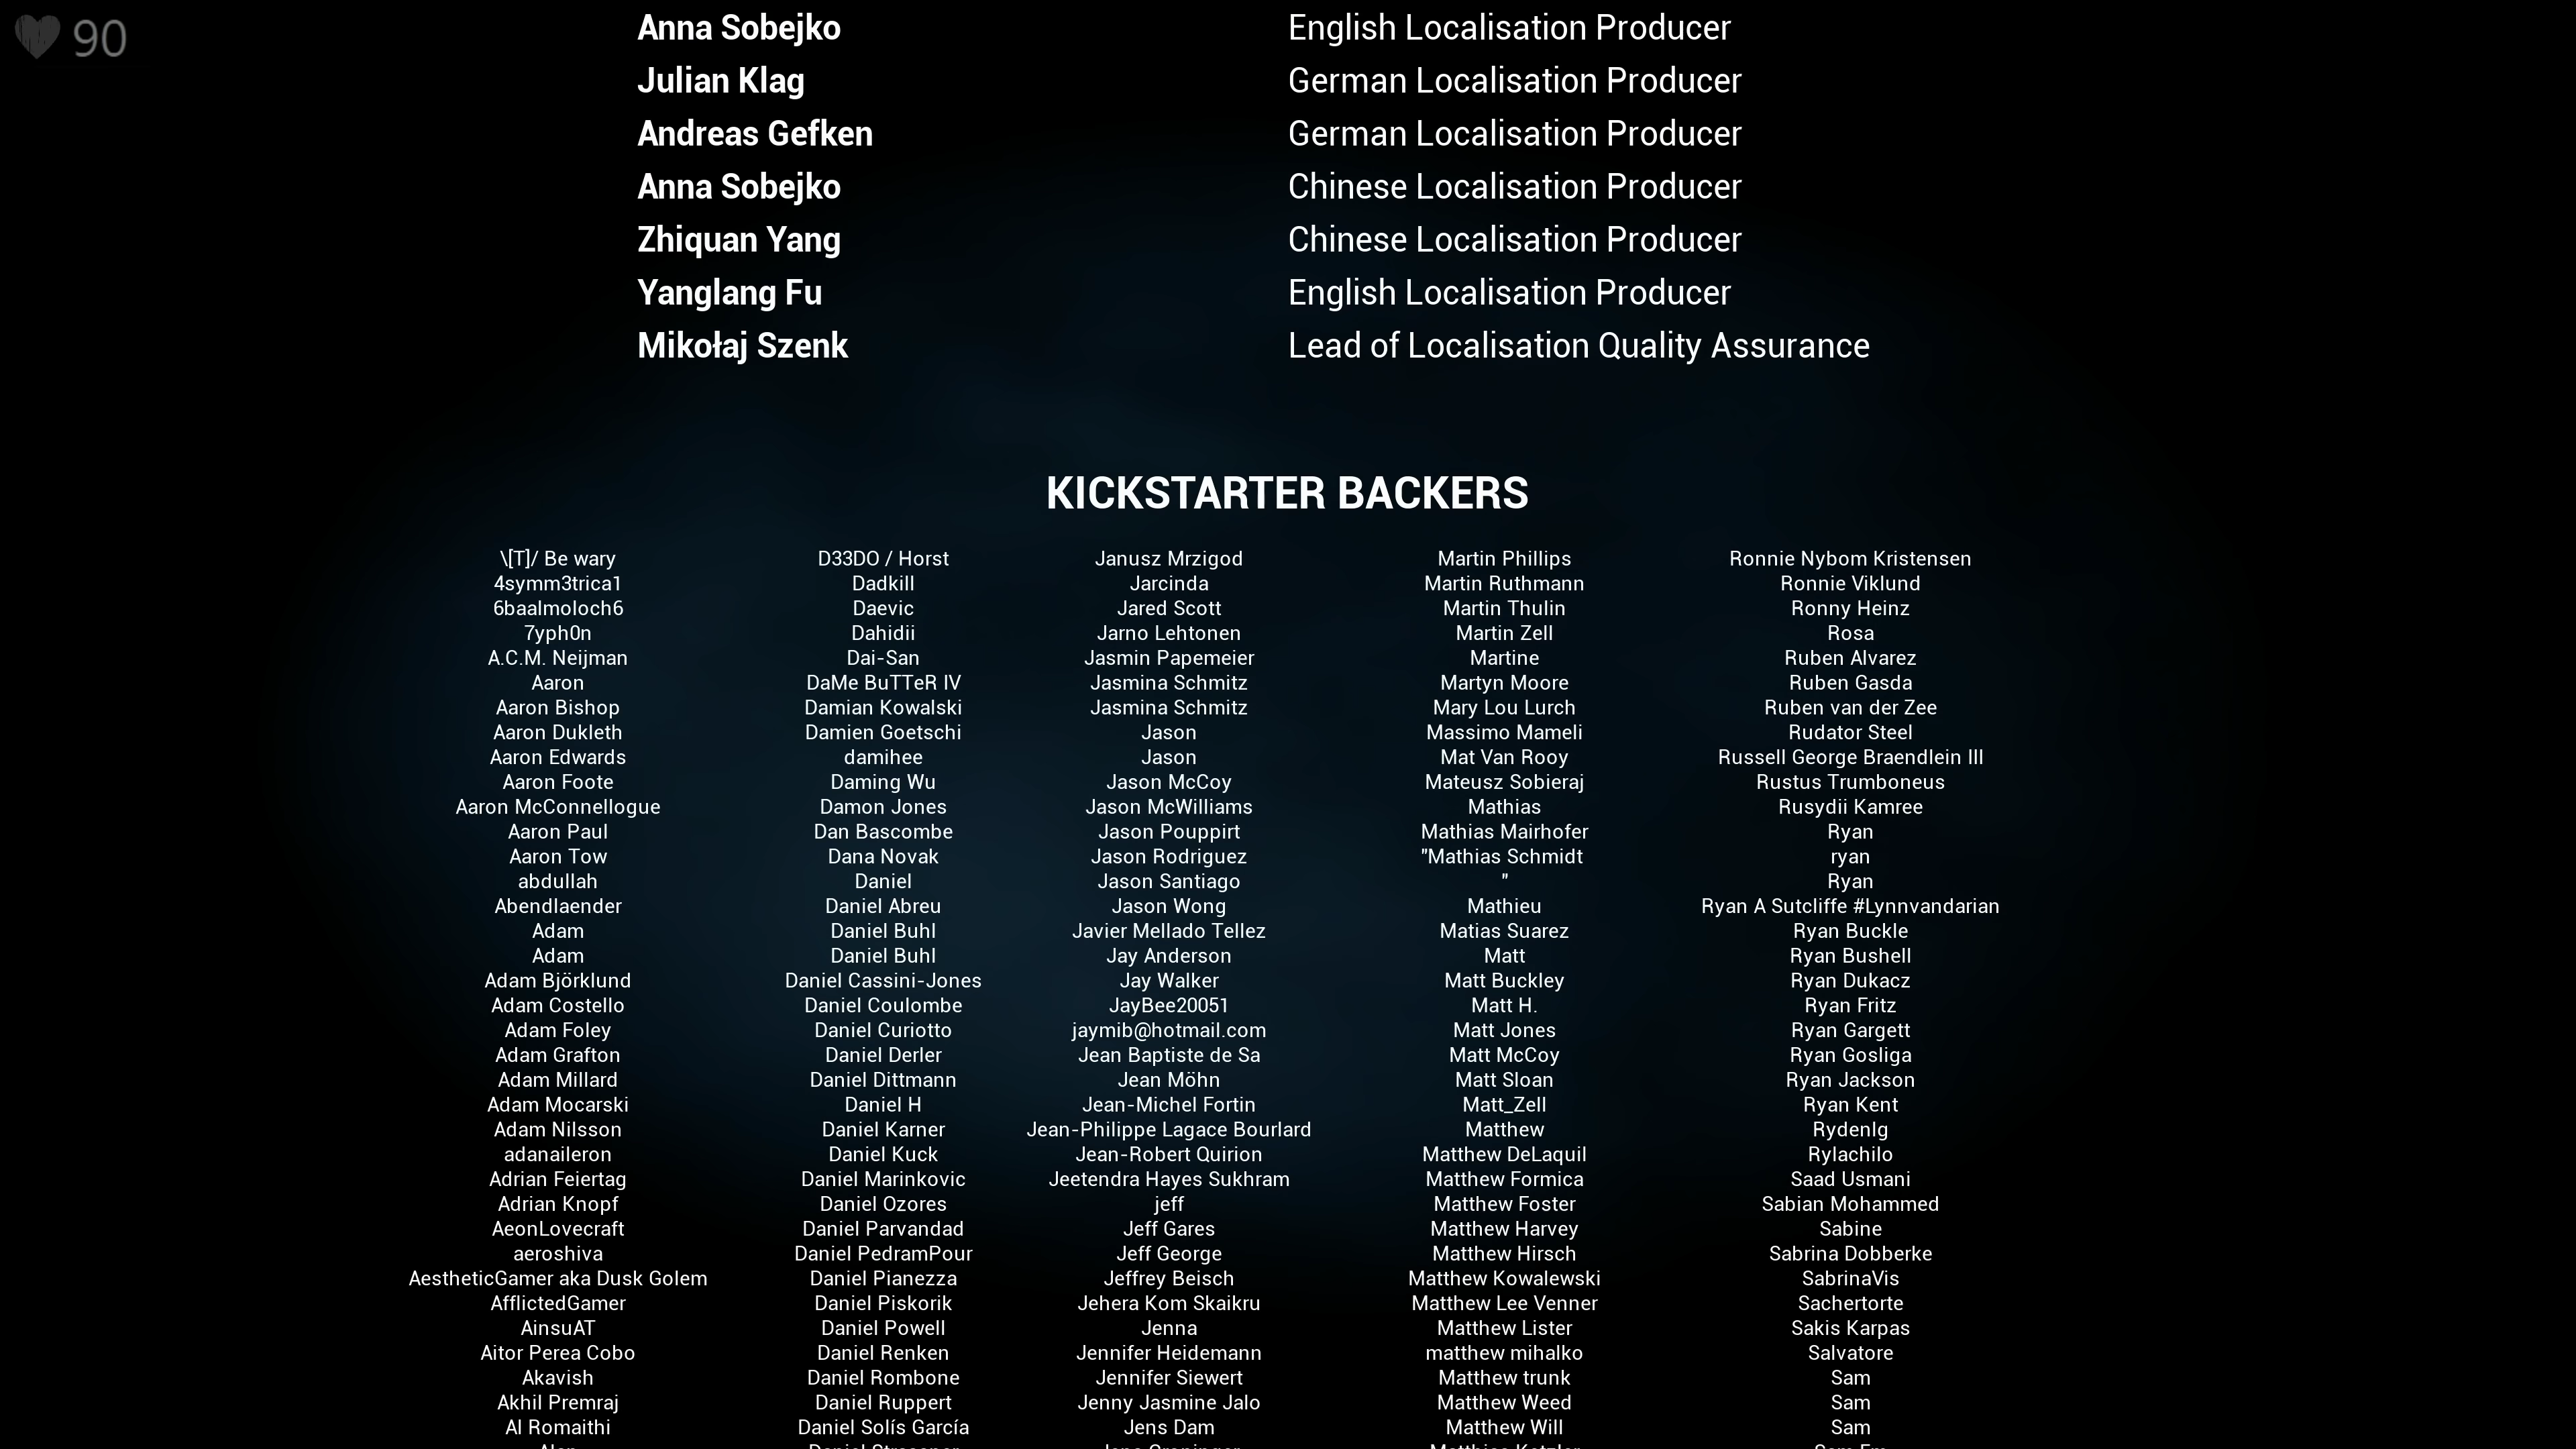 90
Anna Sobejko English Localisation Producer
Julian Klag German Localisation Producer
Andreas Gefken German Localisation Producer
Anna Sobejko Chinese Localisation Producer
Zhiquan Yang Chinese Localisation Producer
Yanglang Fu English Localisation Producer
Mikołaj Szenk Lead of Localisation Quality Assurance
KICKSTARTER BACKERS
\[T]/ Be wary
4symm3trica1
6baalmoloch6
7yph0n
A.C.M. Neijman
Aaron
Aaron Bishop
Aaron Dukleth
Aaron Edwards
Aaron Foote
Aaron McConnellogue
Aaron Paul
Aaron Tow
abdullah
Abendlaender
Adam
Adam
Adam Björklund
Adam Costello
Adam Foley
Adam Grafton
Adam Millard
Adam Mocarski
Adam Nilsson
adanaileron
Adrian Feiertag
Adrian Knopf
AeonLovecraft
aeroshiva
AestheticGamer aka Dusk Golem
AfflictedGamer
AinsuAT
Aitor Perea Cobo
Akavish
Akhil Premraj
Al Romaithi
D33DO / Horst
Dadkill
Daevic
Dahidii
Dai-San
DaMe BuTTeR IV
Damian Kowalski
Damien Goetschi
damihee
Daming Wu
Damon Jones
Dan Bascombe
Dana Novak
Daniel
Daniel Abreu
Daniel Buhl
Daniel Buhl
Daniel Cassini-Jones
Daniel Coulombe
Daniel Curiotto
Daniel Derler
Daniel Dittmann
Daniel H
Daniel Karner
Daniel Kuck
Daniel Marinkovic
Daniel Ozores
Daniel Parvandad
Daniel PedramPour
Daniel Pianezza
Daniel Piskorik
Daniel Powell
Daniel Renken
Daniel Rombone
Daniel Ruppert
Daniel Solís García
Janusz Mrzigod
Jarcinda
Jared Scott
Jarno Lehtonen
Jasmin Papemeier
Jasmina Schmitz
Jasmina Schmitz
Jason
Jason
Jason McCoy
Jason McWilliams
Jason Pouppirt
Jason Rodriguez
Jason Santiago
Jason Wong
Javier Mellado Tellez
Jay Anderson
Jay Walker
JayBee20051
jaymib@hotmail.com
Jean Baptiste de Sa
Jean Möhn
Jean-Michel Fortin
Jean-Philippe Lagace Bourlard
Jean-Robert Quirion
Jeetendra Hayes Sukhram
jeff
Jeff Gares
Jeff George
Jeffrey Beisch
Jehera Kom Skaikru
Jenna
Jennifer Heidemann
Jennifer Siewert
Jenny Jasmine Jalo
Jens Dam
Martin Phillips
Martin Ruthmann
Martin Thulin
Martin Zell
Martine
Martyn Moore
Mary Lou Lurch
Massimo Mameli
Mat Van Rooy
Mateusz Sobieraj
Mathias
Mathias Mairhofer
"Mathias Schmidt
"
Mathieu
Matias Suarez
Matt
Matt Buckley
Matt H.
Matt Jones
Matt McCoy
Matt Sloan
Matt_Zell
Matthew
Matthew DeLaquil
Matthew Formica
Matthew Foster
Matthew Harvey
Matthew Hirsch
Matthew Kowalewski
Matthew Lee Venner
Matthew Lister
matthew mihalko
Matthew trunk
Matthew Weed
Matthew Will
Ronnie Nybom Kristensen
Ronnie Viklund
Ronny Heinz
Rosa
Ruben Alvarez
Ruben Gasda
Ruben van der Zee
Rudator Steel
Russell George Braendlein III
Rustus Trumboneus
Rusydii Kamree
Ryan
ryan
Ryan
Ryan A Sutcliffe #Lynnvandarian
Ryan Buckle
Ryan Bushell
Ryan Dukacz
Ryan Fritz
Ryan Gargett
Ryan Gosliga
Ryan Jackson
Ryan Kent
Rydenlg
Rylachilo
Saad Usmani
Sabian Mohammed
Sabine
Sabrina Dobberke
SabrinaVis
Sachertorte
Sakis Karpas
Salvatore
Sam
Sam
Sam